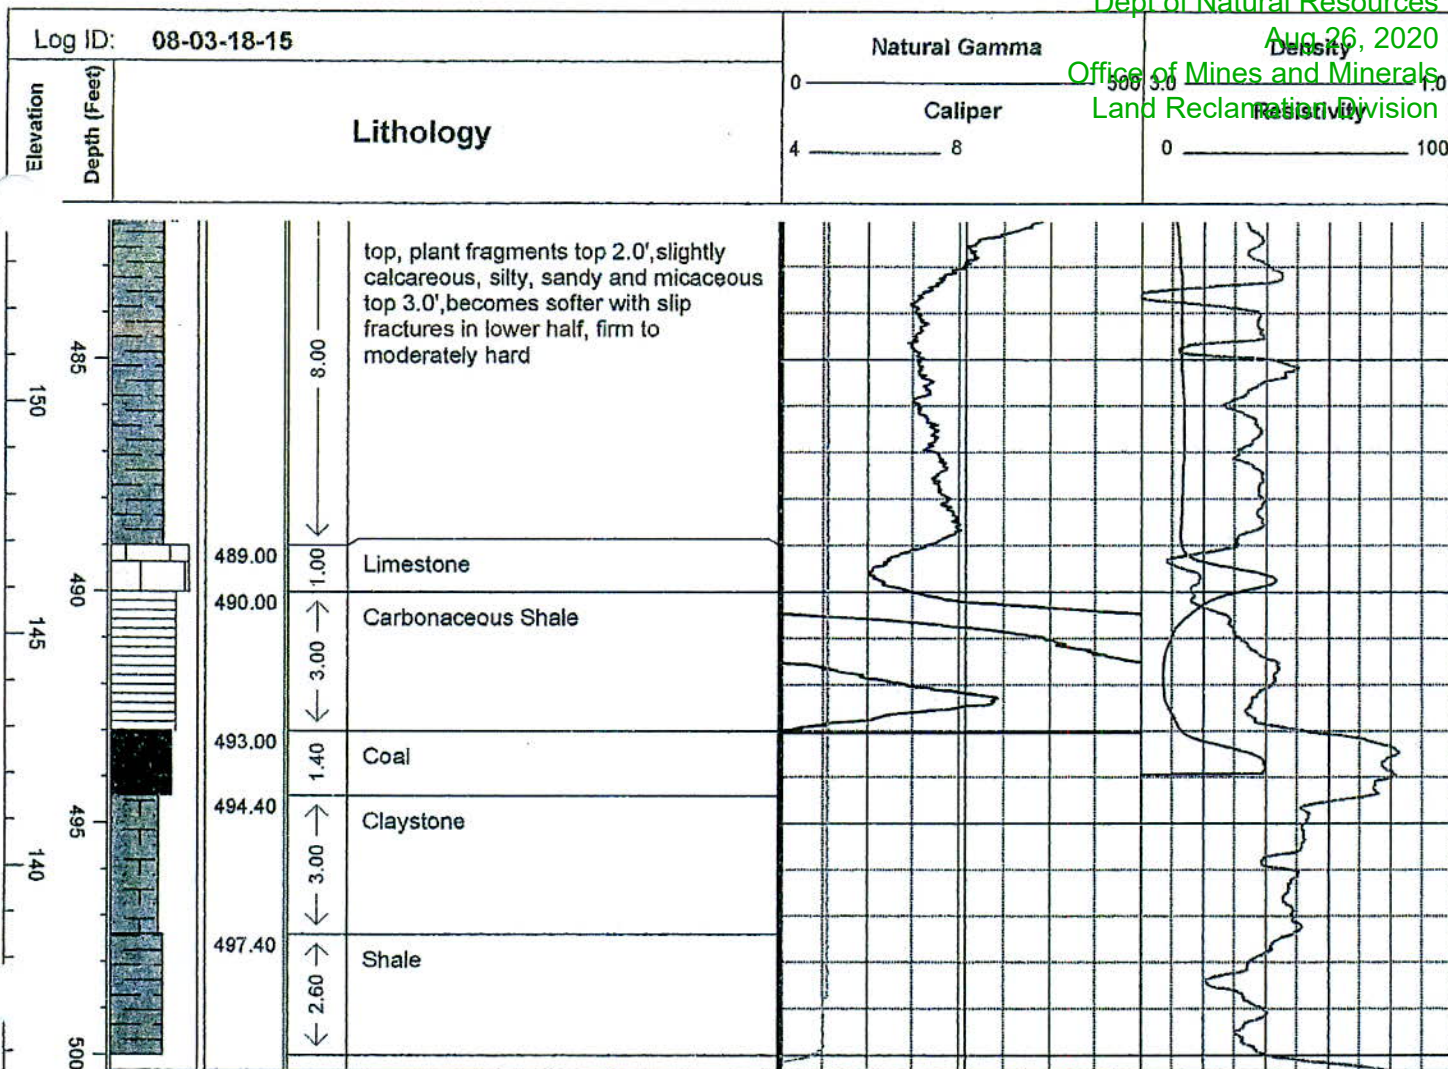 Dept of Natural Resources
Aug 26, 2020
Office of Mines and Minerals
Land Reclamation Division
Log ID: 08-03-18-15
Elevation
Depth (Feet)
Lithology
Natural Gamma
0 500
Caliper
4 8
Density
3.0 1.0
Resistivity
0 100
top, plant fragments top 2.0',slightly
calcareous, silty, sandy and micaceous
top 3.0',becomes softer with slip
fractures in lower half, firm to
moderately hard
8.00
485
150
489.00 1.00 Limestone
490
490.00 3.00 Carbonaceous Shale
145
493.00 1.40 Coal
494.40 3.00 Claystone
495
140
497.40 2.60 Shale
500